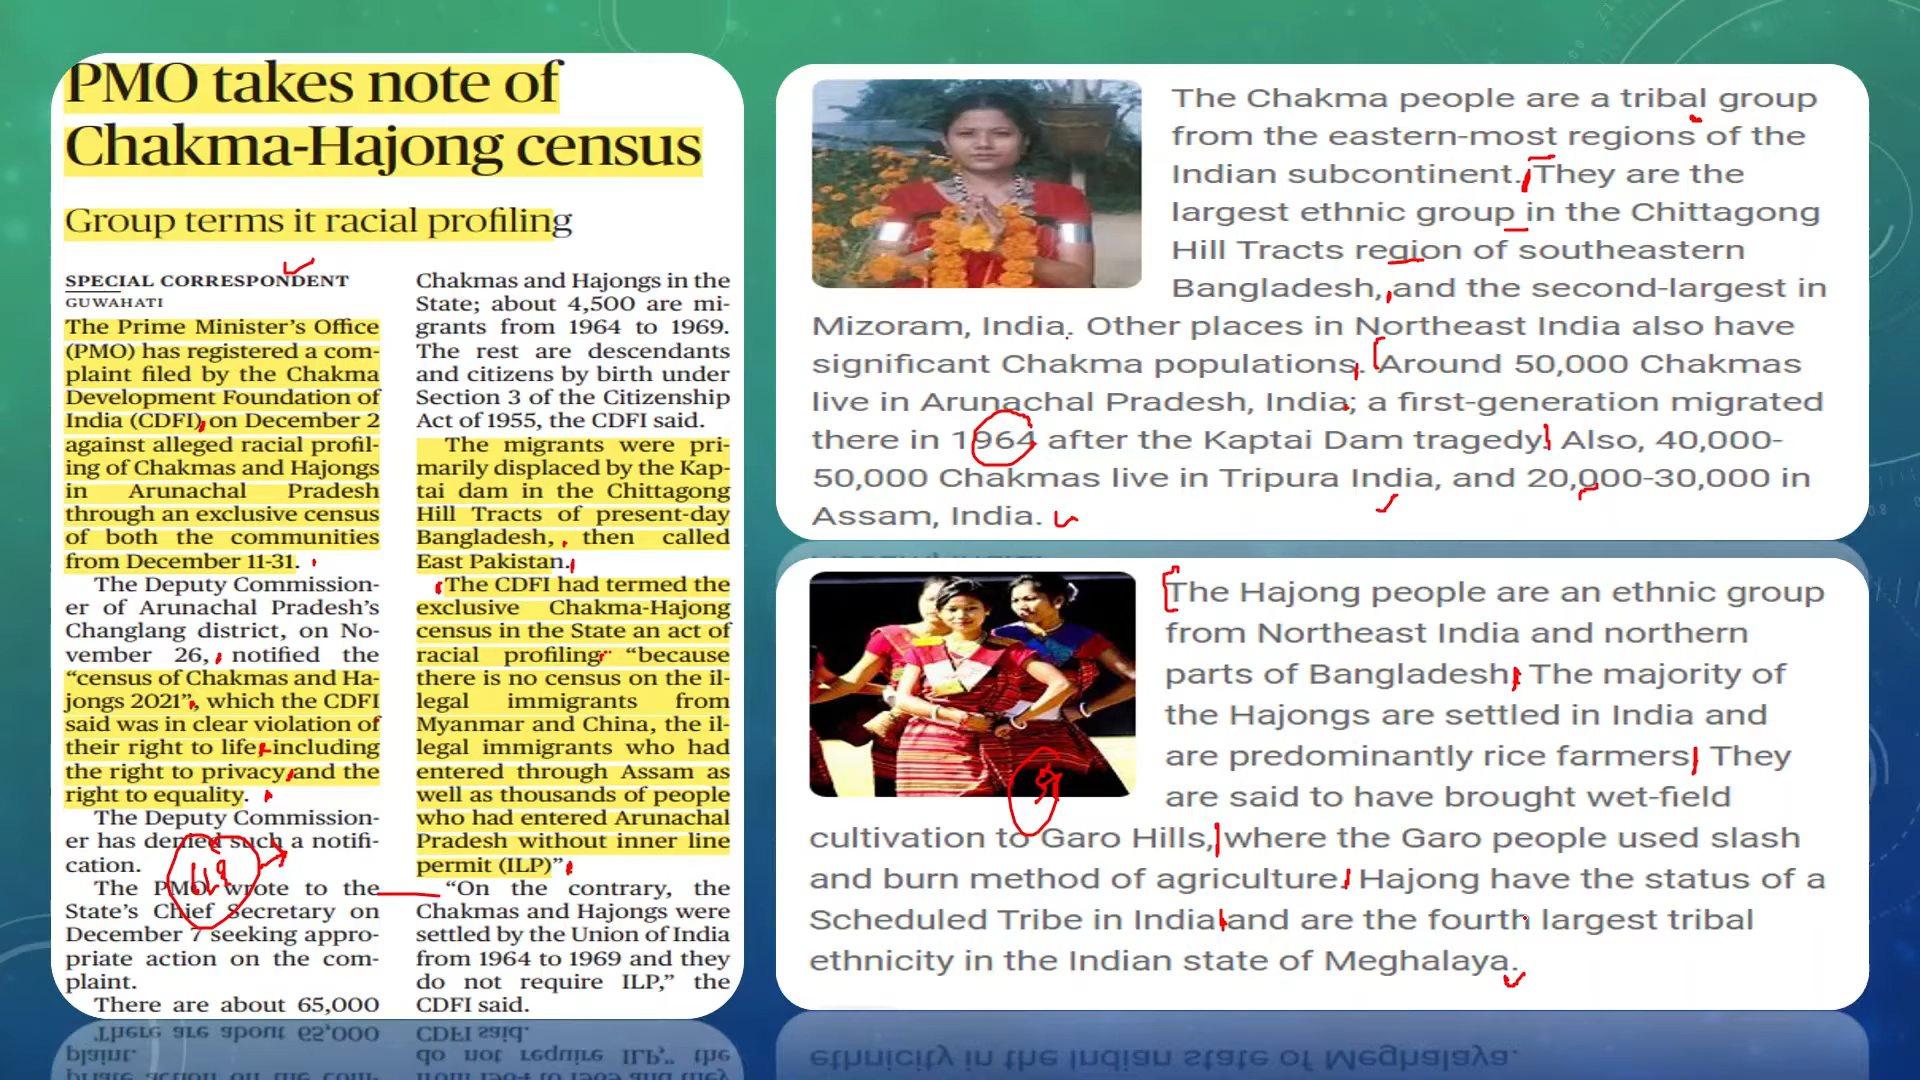 PMO takes note of
Chakma-Hajong census
Group terms it racial profiling
SPECIAL CORRESPONDENT
GUWAHATI
The Prime Minister's Office
(PMO) has registered a com-
plaint filed by the Chakma
Development Foundation of
India (CDFI) on December 2
against alleged racial profil-
ing of Chakmas and Hajongs
in Arunachal Pradesh
through an exclusive census
of both the communities
from December 11-31.
The Deputy Commission-
er of Arunachal Pradesh's
Changlang district, on No-
vember 26, notified the
“census of Chakmas and Ha-
jongs 2021”, which the CDFI
said was in clear violation of
their right to life, including
the right to privacy, and the
right to equality.
The Deputy Commission-
er has denied such a notifi-
cation.
The PMO wrote to the
State's Chief Secretary on
December 7 seeking appro-
priate action on the com-
plaint.
There are about 65,000
Chakmas and Hajongs in the
State; about 4,500 are mi-
grants from 1964 to 1969.
The rest are descendants
and citizens by birth under
Section 3 of the Citizenship
Act of 1955, the CDFI said.
The migrants were pri-
marily displaced by the Kap-
tai dam in the Chittagong
Hill Tracts of present-day
Bangladesh, then called
East Pakistan.
The CDFI had termed the
exclusive Chakma-Hajong
census in the State an act of
racial profiling “because
there is no census on the il-
legal immigrants from
Myanmar and China, the il-
legal immigrants who had
entered through Assam as
well as thousands of people
who had entered Arunachal
Pradesh without inner line
permit (ILP)”.
“On the contrary, the
Chakmas and Hajongs were
settled by the Union of India
from 1964 to 1969 and they
do not require ILP,” the
CDFI said.
The Chakma people are a tribal group
from the eastern-most regions of the
Indian subcontinent. They are the
largest ethnic group in the Chittagong
Hill Tracts region of southeastern
Bangladesh, and the second-largest in
Mizoram, India. Other places in Northeast India also have
significant Chakma populations. Around 50,000 Chakmas
live in Arunachal Pradesh, India; a first-generation migrated
there in 1964 after the Kaptai Dam tragedy. Also, 40,000-
50,000 Chakmas live in Tripura India, and 20,000-30,000 in
Assam, India.
The Hajong people are an ethnic group
from Northeast India and northern
parts of Bangladesh. The majority of
the Hajongs are settled in India and
are predominantly rice farmers. They
are said to have brought wet-field
cultivation to Garo Hills, where the Garo people used slash
and burn method of agriculture. Hajong have the status of a
Scheduled Tribe in India and are the fourth largest tribal
ethnicity in the Indian state of Meghalaya.